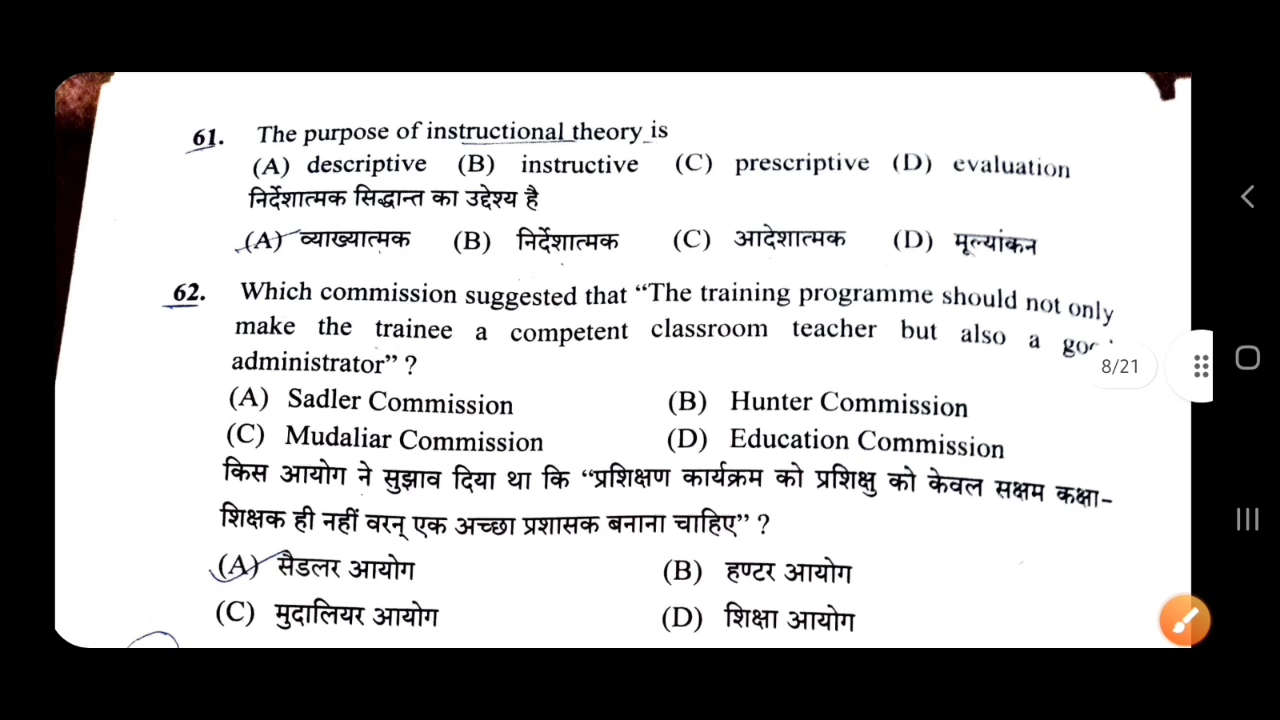 61. The purpose of instructional theory is
(A) descriptive (B) instructive (C) prescriptive (D) evaluation
निर्देशात्मक सिद्धान्त का उद्देश्य है
(A) व्याख्यात्मक (B) निर्देशात्मक (C) आदेशात्मक (D) मूल्यांकन
62. Which commission suggested that “The training programme should not only
make the trainee a competent classroom teacher but also a
administrator” ?
8/21
(A) Sadler Commission (B) Hunter Commission
(C) Mudaliar Commission (D) Education Commission
किस आयोग ने सुझाव दिया था कि “प्रशिक्षण कार्यक्रम को प्रशिक्षु को केवल सक्षम कक्षा-
शिक्षक ही नहीं वरन् एक अच्छा प्रशासक बनाना चाहिए” ?
(A) सैडलर आयोग (B) हण्टर आयोग
(C) मुदालियर आयोग (D) शिक्षा आयोग